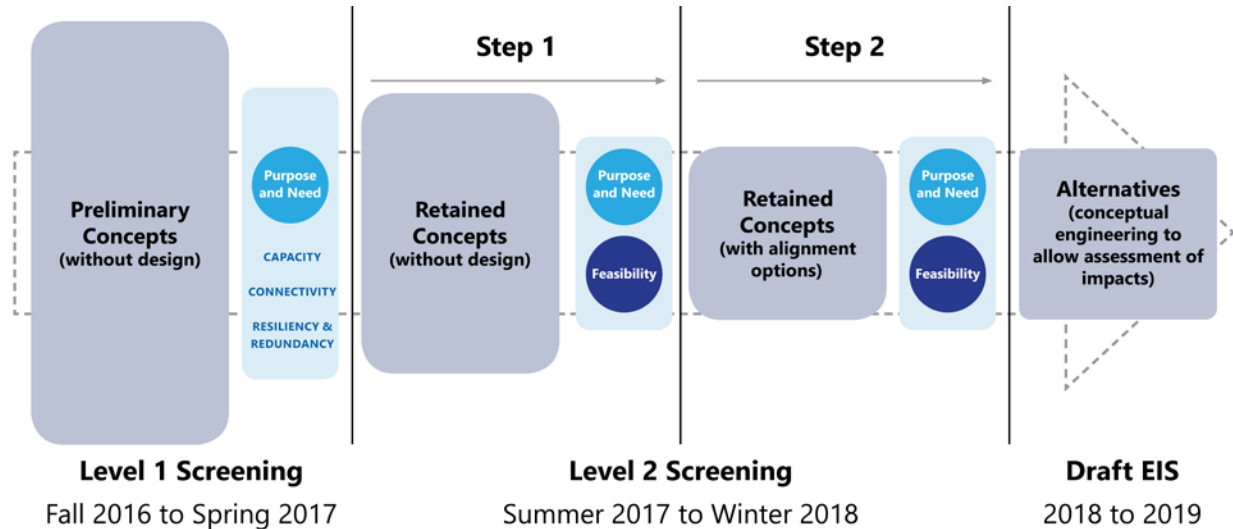 Step 1
Step 2
Preliminary
Concepts
(without design)
Purpose
and Need
CAPACITY
CONNECTIVITY
RESILIENCY &
REDUNDANCY
Retained
Concepts
(without design)
Purpose
and Need
Feasibility
Retained
Concepts
(with alignment
options)
Purpose
and Need
Feasibility
Alternatives
(conceptual
engineering to
allow assessment of
impacts)
Level 1 Screening
Fall 2016 to Spring 2017
Level 2 Screening
Summer 2017 to Winter 2018
Draft EIS
2018 to 2019